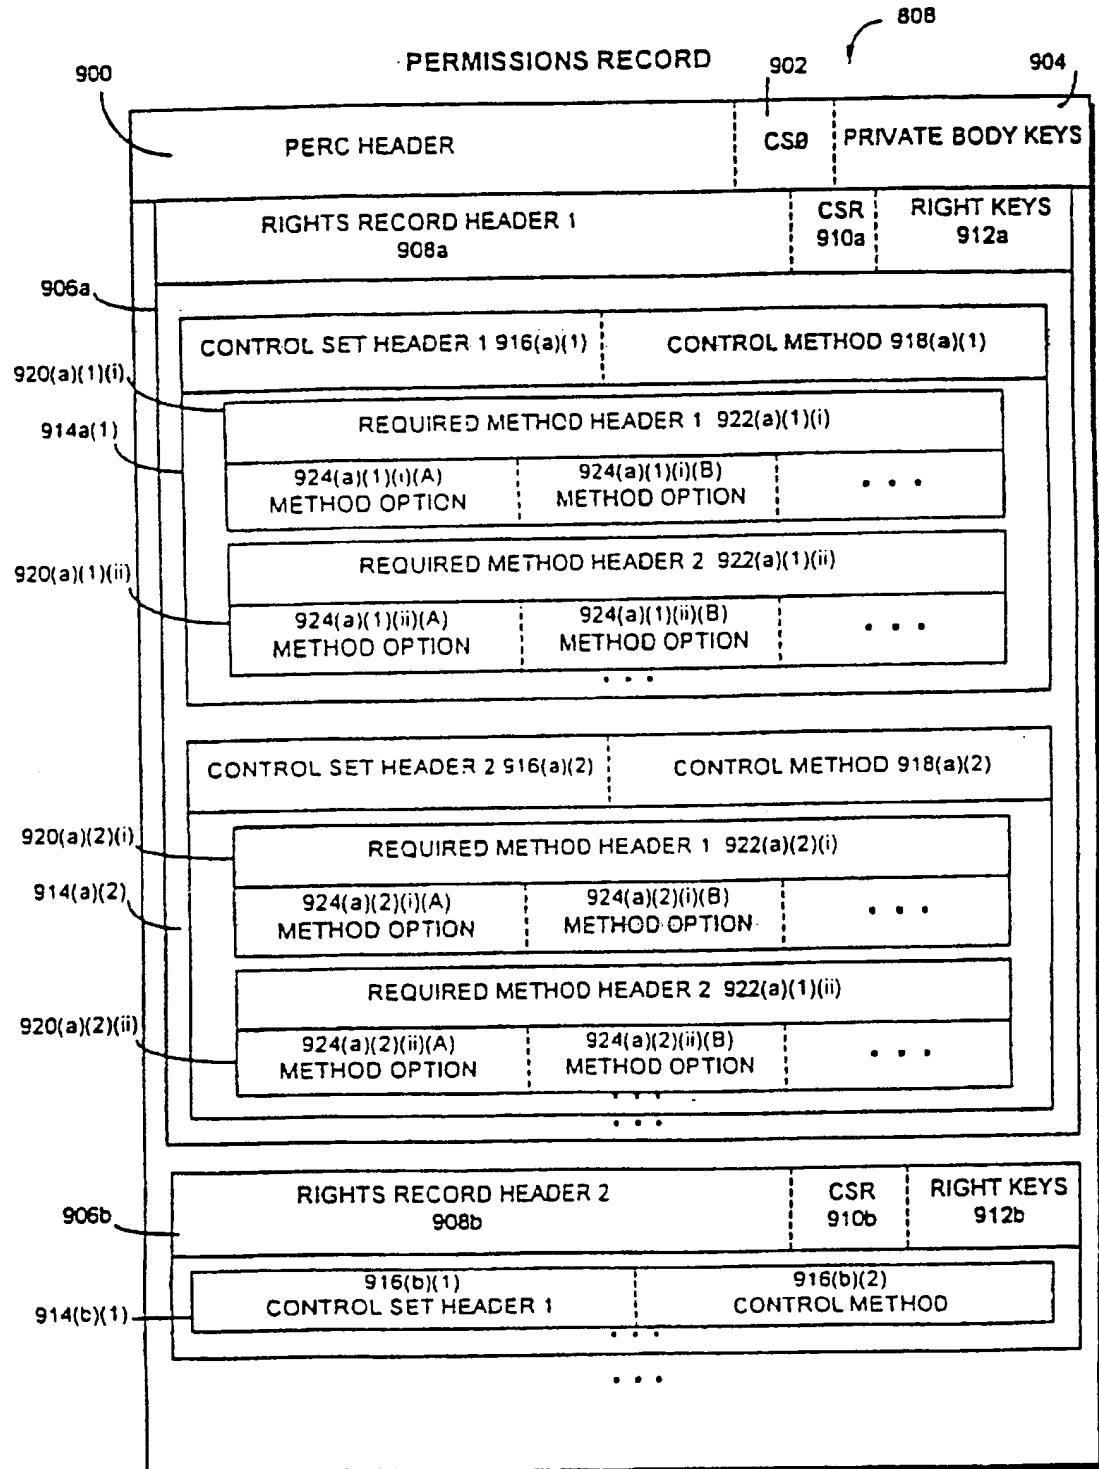 808
PERMISSIONS RECORD
900
902
904
PERC HEADER
CS0
PRIVATE BODY KEYS
RIGHTS RECORD HEADER 1
908a
CSR
910a
RIGHT KEYS
912a
906a
CONTROL SET HEADER 1 916(a)(1)
CONTROL METHOD 918(a)(1)
920(a)(1)(i)
914a(1)
REQUIRED METHOD HEADER 1 922(a)(1)(i)
924(a)(1)(i)(A)
METHOD OPTION
924(a)(1)(i)(B)
METHOD OPTION
• • •
920(a)(1)(ii)
REQUIRED METHOD HEADER 2 922(a)(1)(ii)
924(a)(1)(ii)(A)
METHOD OPTION
924(a)(1)(ii)(B)
METHOD OPTION
• • •
• • •
CONTROL SET HEADER 2 916(a)(2)
CONTROL METHOD 918(a)(2)
920(a)(2)(i)
914(a)(2)
REQUIRED METHOD HEADER 1 922(a)(2)(i)
924(a)(2)(i)(A)
METHOD OPTION
924(a)(2)(i)(B)
METHOD OPTION
• • •
920(a)(2)(ii)
REQUIRED METHOD HEADER 2 922(a)(1)(ii)
924(a)(2)(ii)(A)
METHOD OPTION
924(a)(2)(ii)(B)
METHOD OPTION
• • •
• • •
• • •
906b
RIGHTS RECORD HEADER 2
908b
CSR
910b
RIGHT KEYS
912b
914(b)(1)
916(b)(1)
CONTROL SET HEADER 1
916(b)(2)
CONTROL METHOD
• • •
• • •